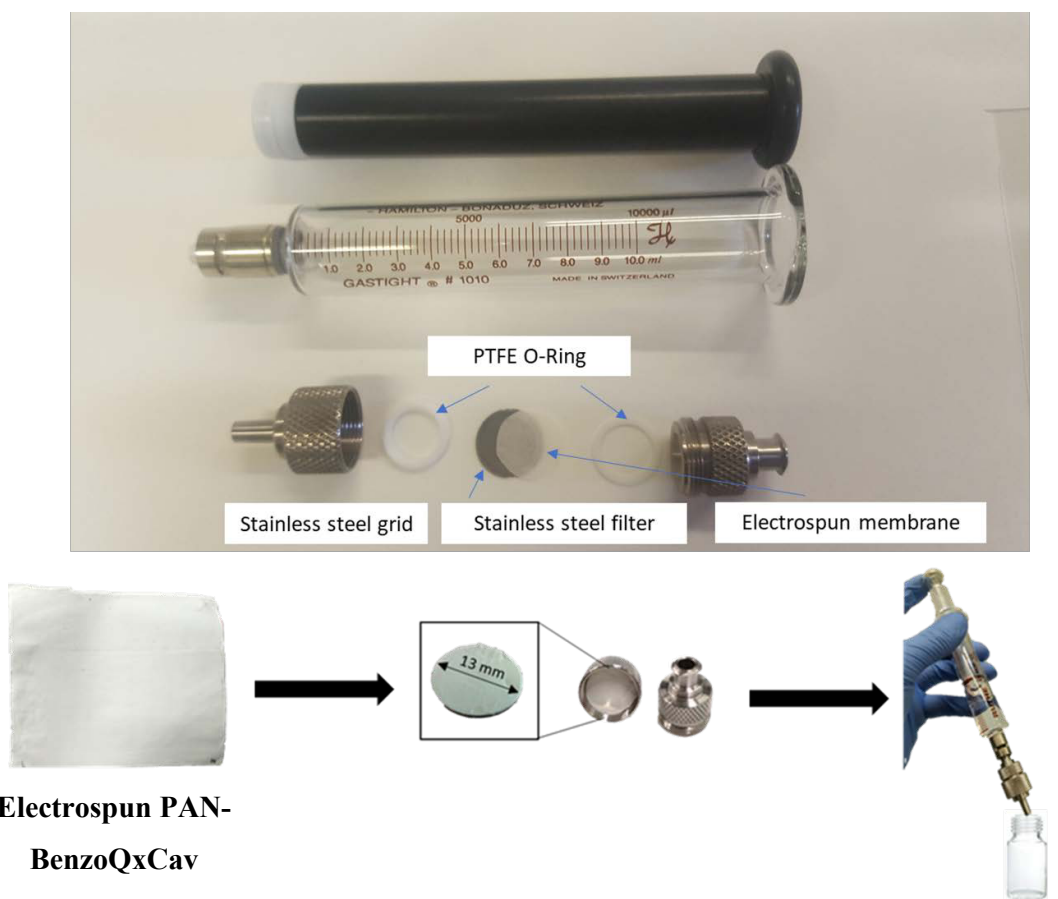 - HAMILTON - BONADUZ, SCHWEIZ
5000
10000 µl
1.0 2.0 3.0 4.0 5.0 6.0 7.0 8.0 9.0 10.0 ml
GASTIGHT ® # 1010
MADE IN SWITZERLAND
PTFE O-Ring
Stainless steel grid
Stainless steel filter
Electrospun membrane
13 mm
Electrospun PAN-
BenzoQxCav